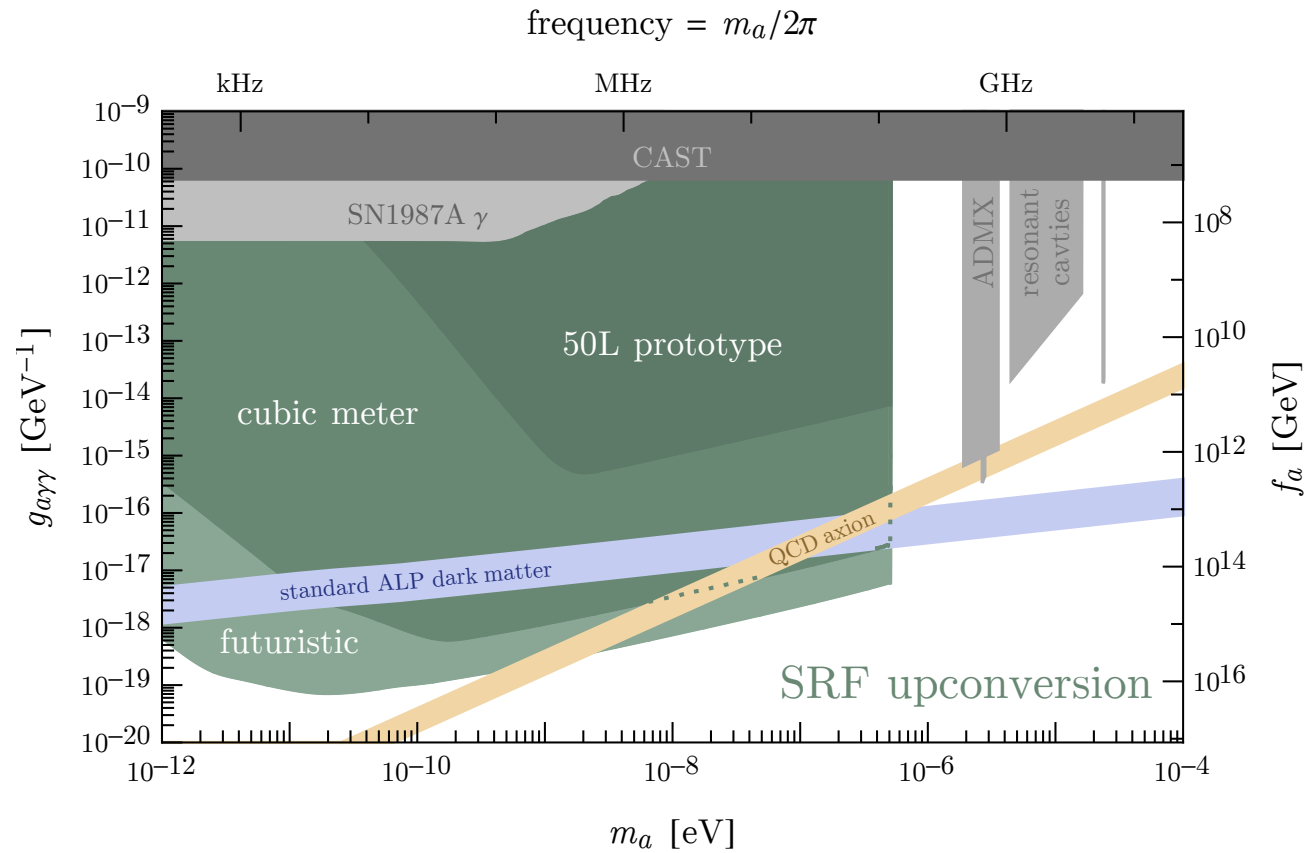 frequency = m_a/2π
kHz MHz GHz
10^−9
10^−10
10^−11
10^−12
10^−13
10^−14
10^−15
10^−16
10^−17
10^−18
10^−19
10^−20
g_{aγγ} [GeV^{−1}]
CAST
SN1987A γ
ADMX
resonant
cavties
50L prototype
cubic meter
QCD axion
standard ALP dark matter
futuristic
SRF upconversion
10^8
10^10
10^12
10^14
10^16
f_a [GeV]
10^−12 10^−10 10^−8 10^−6 10^−4
m_a [eV]